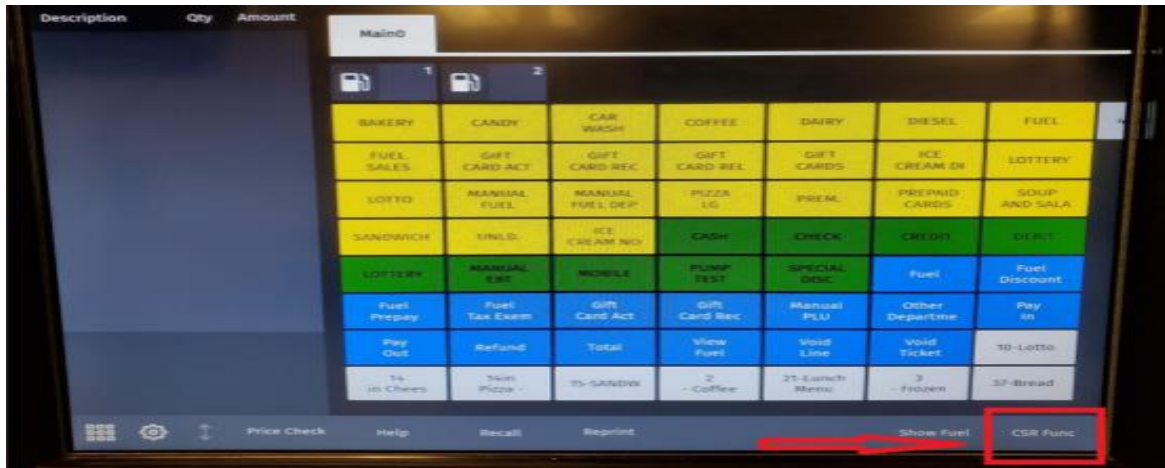 Description Qty Amount
Main0
1 2
BAKERY CANDY CAR WASH COFFEE DAIRY DIESEL FUEL
FUEL SALES GIFT CARD ACT GIFT CARD REC GIFT CARD REL GIFT CARDS ICE CREAM DI LOTTERY
LOTTO MANUAL FUEL MANUAL FUEL DEP PIZZA LG PREM. PREPAID CARDS SOUP AND SALA
SANDWICH UNLD. ICE CREAM NO CASH CHECK CREDIT DEBIT
LOTTERY MANUAL EBT MOBILE PUMP TEST SPECIAL DISC Fuel Fuel Discount
Fuel Prepay Fuel Tax Exem Gift Card Act Gift Card Rec Manual PLU Other Departme Pay In
Pay Out Refund Total View Fuel Void Line Void Ticket 10-Lotto
14 in Chees 14in Pizza - 15-SANDW 2 - Coffee 21-Lunch Menu 3 - Frozen 37-Bread
Price Check Help Recall Reprint Show Fuel CSR Func